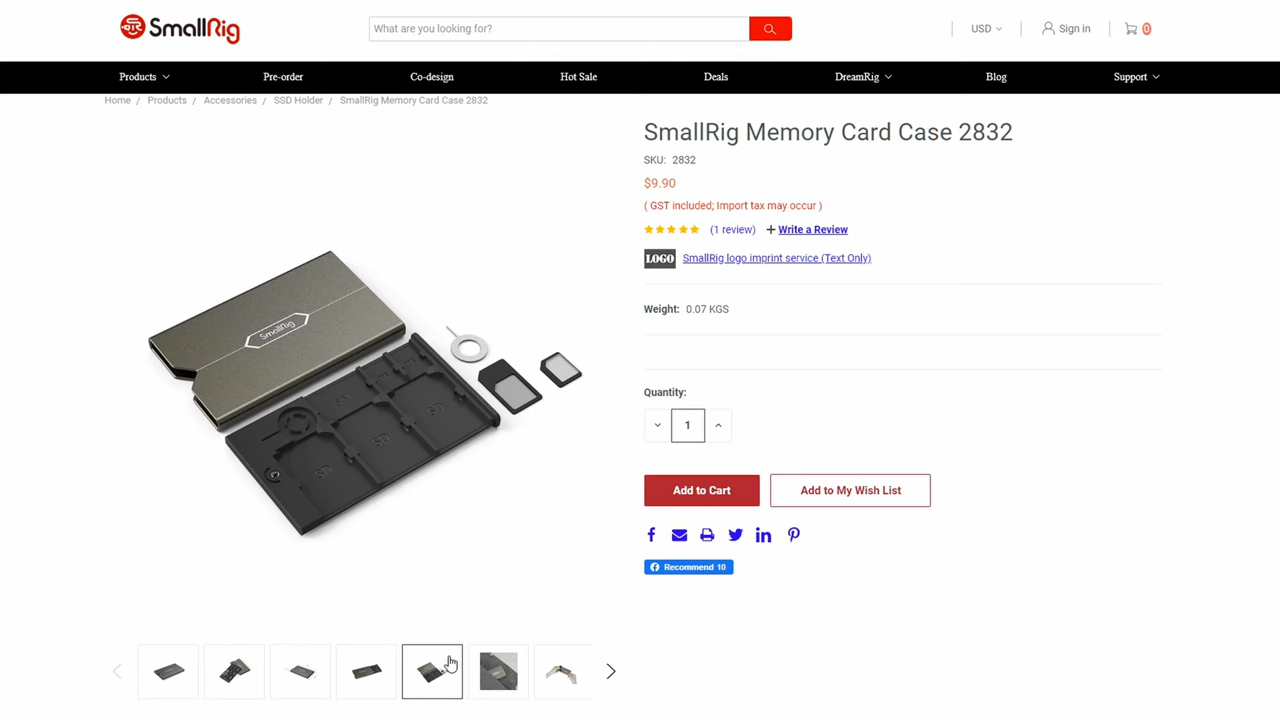 SmallRig
What are you looking for?
USD
Sign in
0
Products
Pre-order
Co-design
Hot Sale
Deals
DreamRig
Blog
Support
Home / Products / Accessories / SSD Holder / SmallRig Memory Card Case 2832
SmallRig Memory Card Case 2832
SKU: 2832
$9.90
( GST included; Import tax may occur )
(1 review) + Write a Review
LOGO SmallRig logo imprint service (Text Only)
Weight: 0.07 KGS
Quantity:
1
Add to Cart
Add to My Wish List
Recommend 10
SmallRig
SD
SD
SD